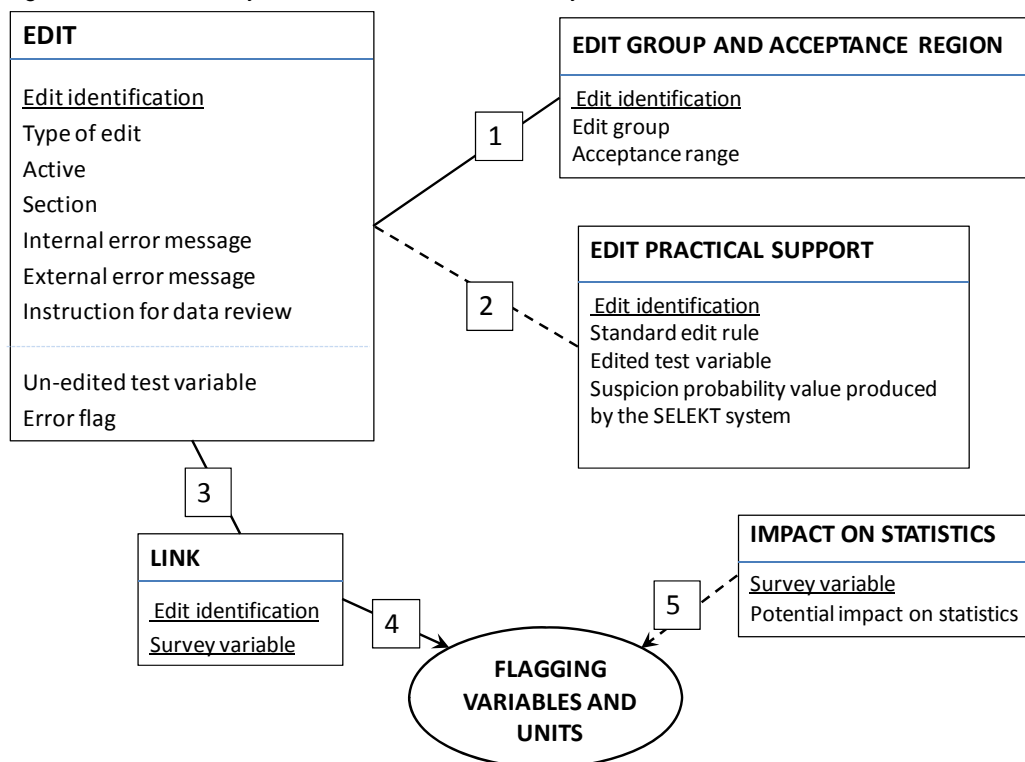 EDIT
Edit identification
Type of edit
Active
Section
Internal error message
External error message
Instruction for data review
Un-edited test variable
Error flag
EDIT GROUP AND ACCEPTANCE REGION
Edit identification
Edit group
Acceptance range
1
EDIT PRACTICAL SUPPORT
Edit identification
Standard edit rule
Edited test variable
Suspicion probability value produced
by the SELEKT system
2
3
LINK
Edit identification
Survey variable
4
IMPACT ON STATISTICS
Survey variable
Potential impact on statistics
5
FLAGGING
VARIABLES AND
UNITS